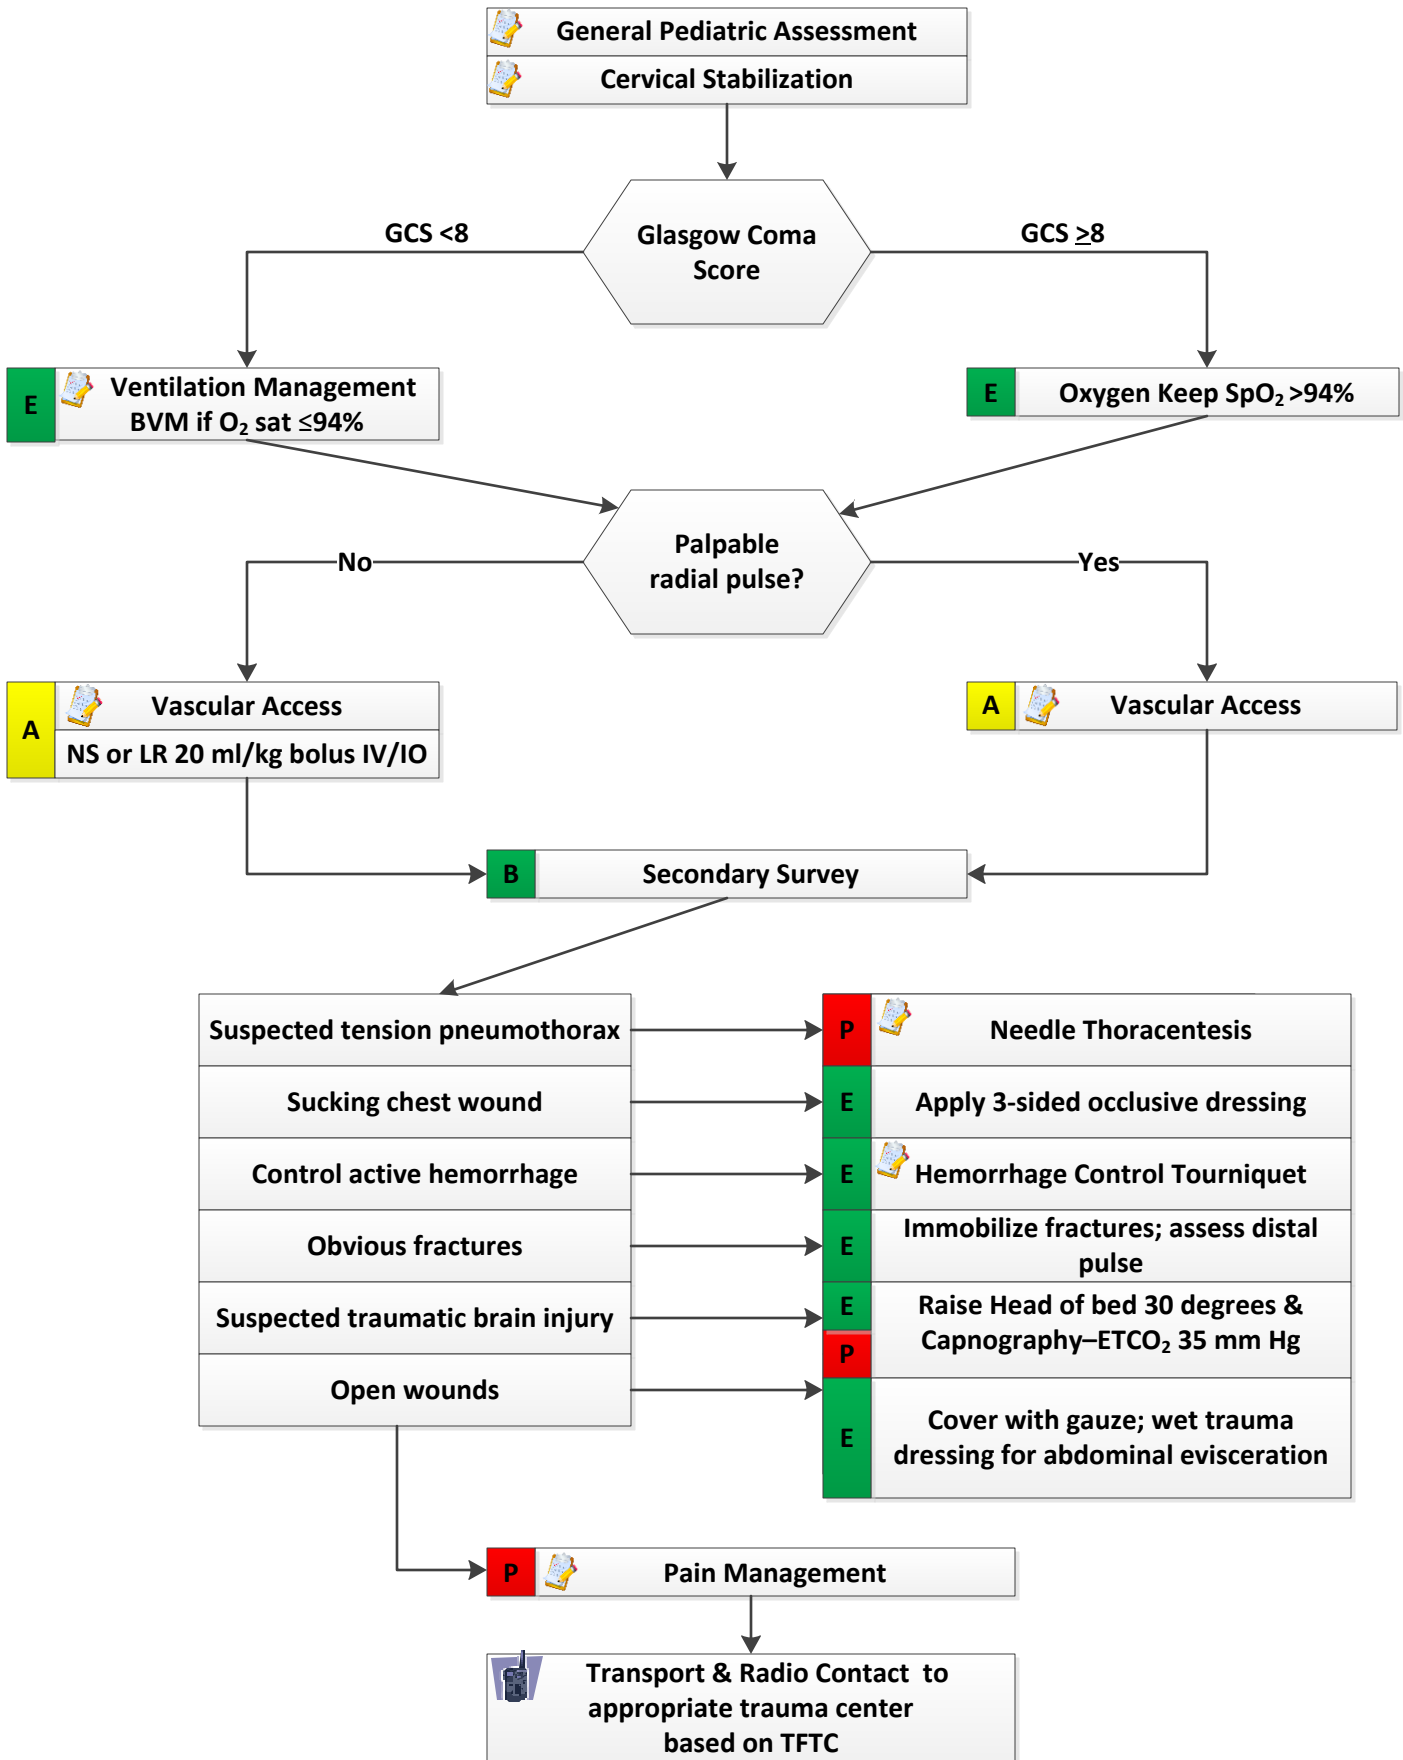 General Pediatric Assessment
Cervical Stabilization
GCS <8
Glasgow Coma
Score
GCS ≥8
E
Ventilation Management
BVM if O₂ sat ≤94%
E
Oxygen Keep SpO₂ >94%
Palpable
radial pulse?
No
Yes
A
Vascular Access
NS or LR 20 ml/kg bolus IV/IO
A
Vascular Access
B
Secondary Survey
Suspected tension pneumothorax
P
Needle Thoracentesis
Sucking chest wound
E
Apply 3-sided occlusive dressing
Control active hemorrhage
E
Hemorrhage Control Tourniquet
Obvious fractures
E
Immobilize fractures; assess distal
pulse
Suspected traumatic brain injury
E
P
Raise Head of bed 30 degrees &
Capnography–ETCO₂ 35 mm Hg
Open wounds
E
Cover with gauze; wet trauma
dressing for abdominal evisceration
P
Pain Management
Transport & Radio Contact to
appropriate trauma center
based on TFTC